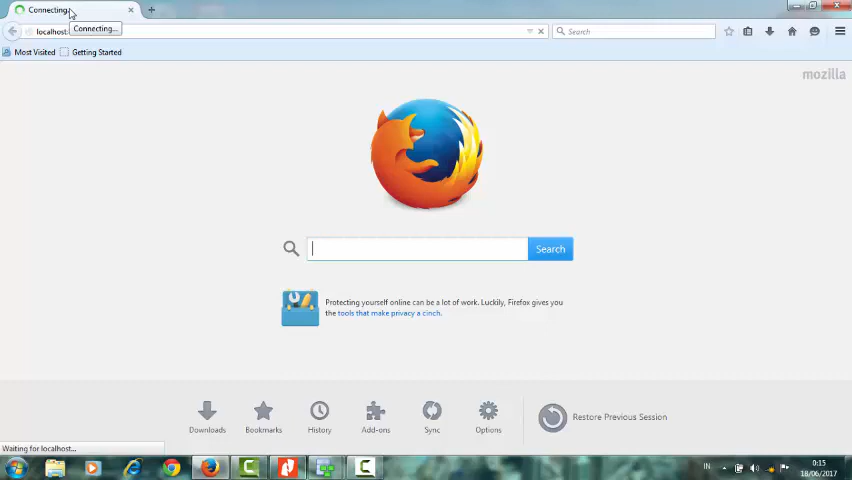 Connecting...
localhost:
Connecting...
Search
Most Visited
Getting Started
mozilla
Search
Protecting yourself online can be a lot of work. Luckily, Firefox gives you
the tools that make privacy a cinch.
Downloads
Bookmarks
History
Add-ons
Sync
Options
Restore Previous Session
Waiting for localhost...
IN
0:15
18/06/2017